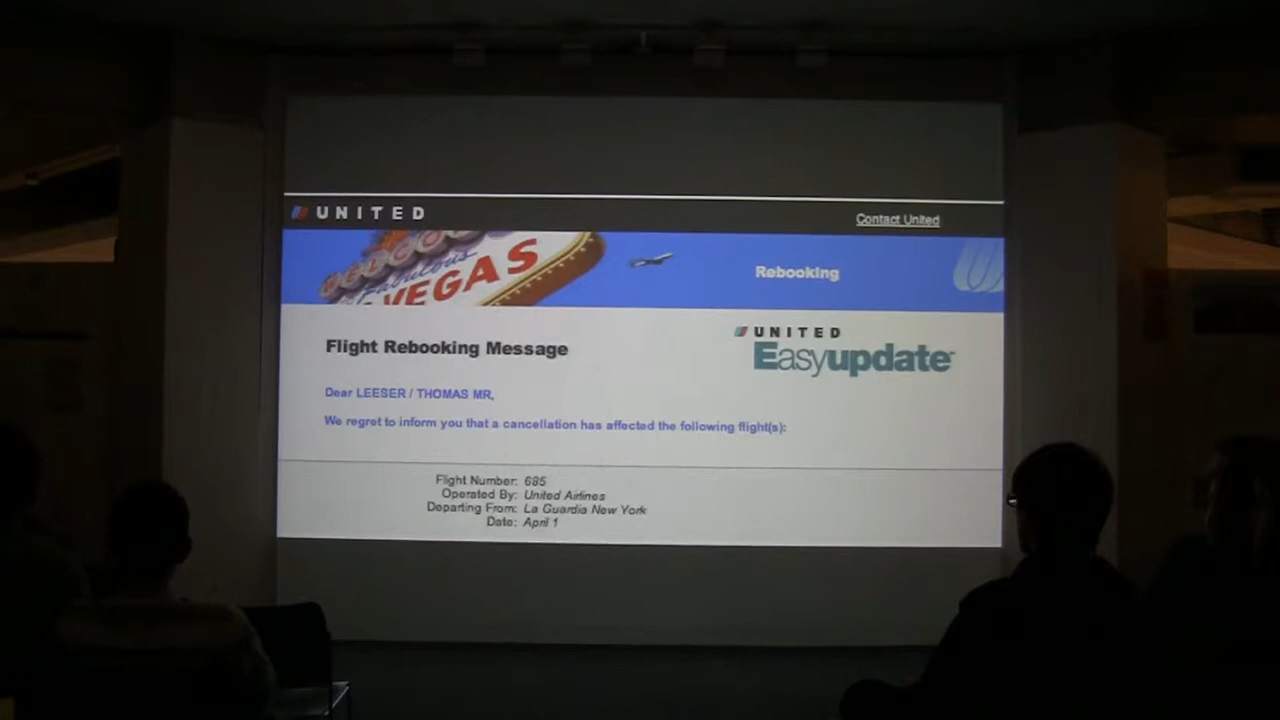 UNITED
Contact United
Fabulous
VEGAS
Rebooking
UNITED
Flight Rebooking Message
Easyupdate
Dear LEESER / THOMAS MR,
We regret to inform you that a cancellation has affected the following flight(s):
Flight Number: 685
Operated By: United Airlines
Departing From: La Guardia New York
Date: April 1